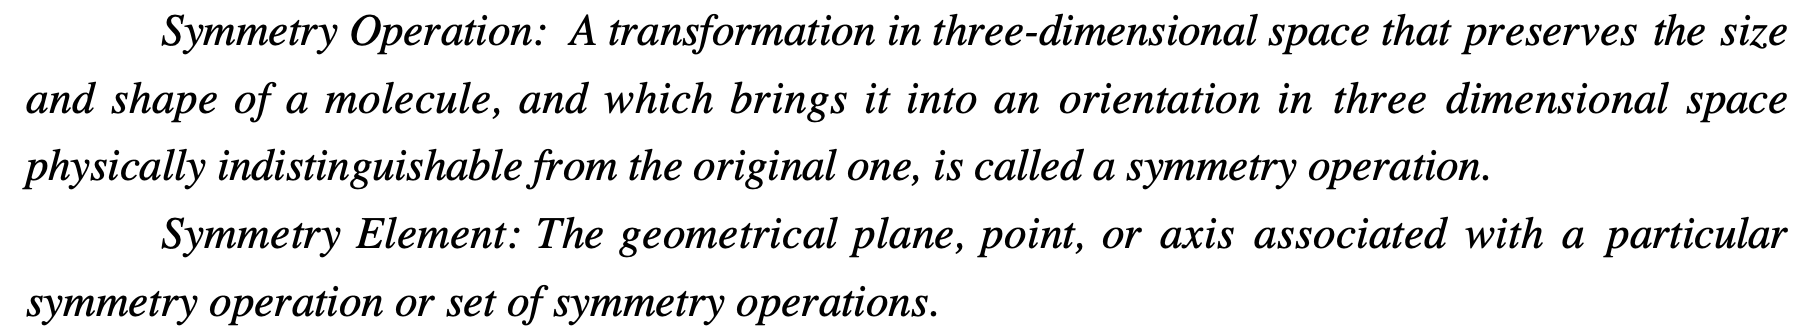 Symmetry Operation: A transformation in three-dimensional space that preserves the size
and shape of a molecule, and which brings it into an orientation in three dimensional space
physically indistinguishable from the original one, is called a symmetry operation.
Symmetry Element: The geometrical plane, point, or axis associated with a particular
symmetry operation or set of symmetry operations.